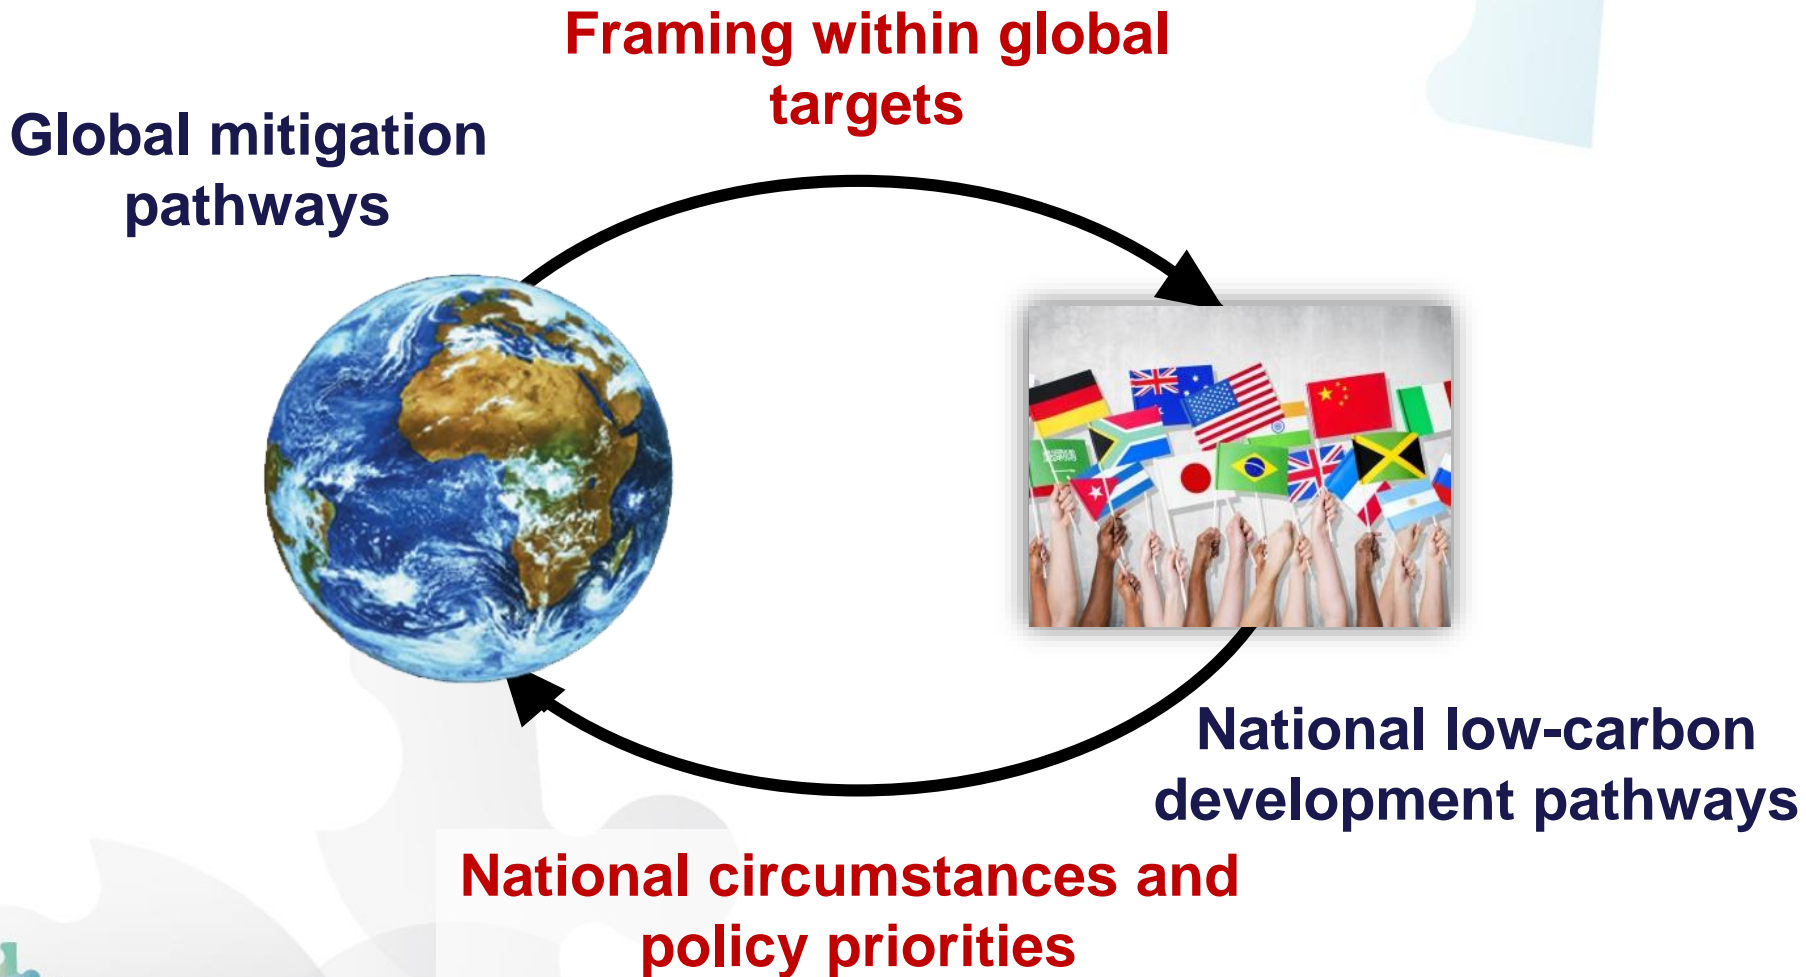 Framing within global
targets
Global mitigation
pathways
National low-carbon
development pathways
National circumstances and
policy priorities